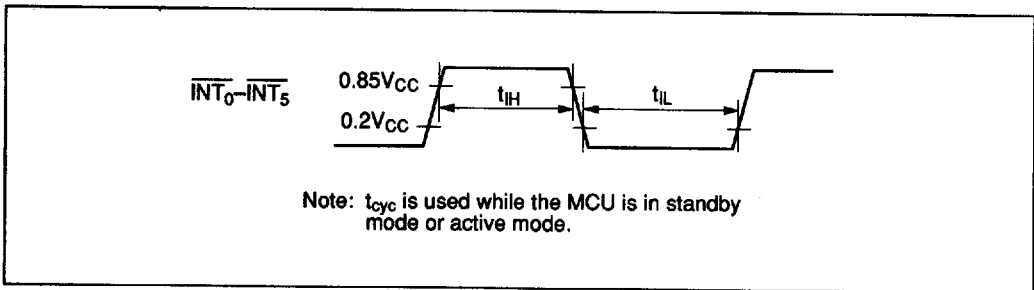 0.85VCC
INT0–INT5
tIH
tIL
0.2VCC
Note: tcyc is used while the MCU is in standby
mode or active mode.